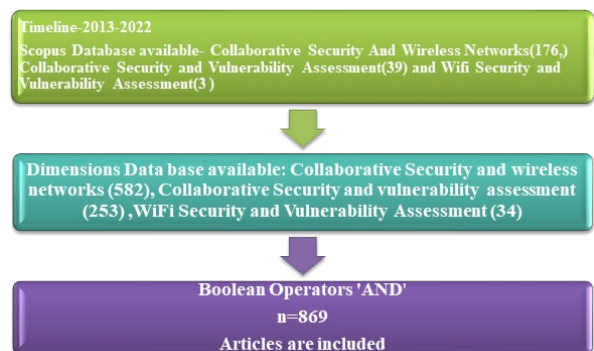 Timeline-2013-2022
Scopus Database available- Collaborative Security And Wireless Networks(176,)
Collaborative Security and Vulnerability Assessment(39) and Wifi Security and
Vulnerability Assessment(3 )
Dimensions Data base available: Collaborative Security and wireless
networks (582), Collaborative Security and vulnerability assessment
(253) ,WiFi Security and Vulnerability Assessment (34)
Boolean Operators 'AND'
n=869
Articles are included